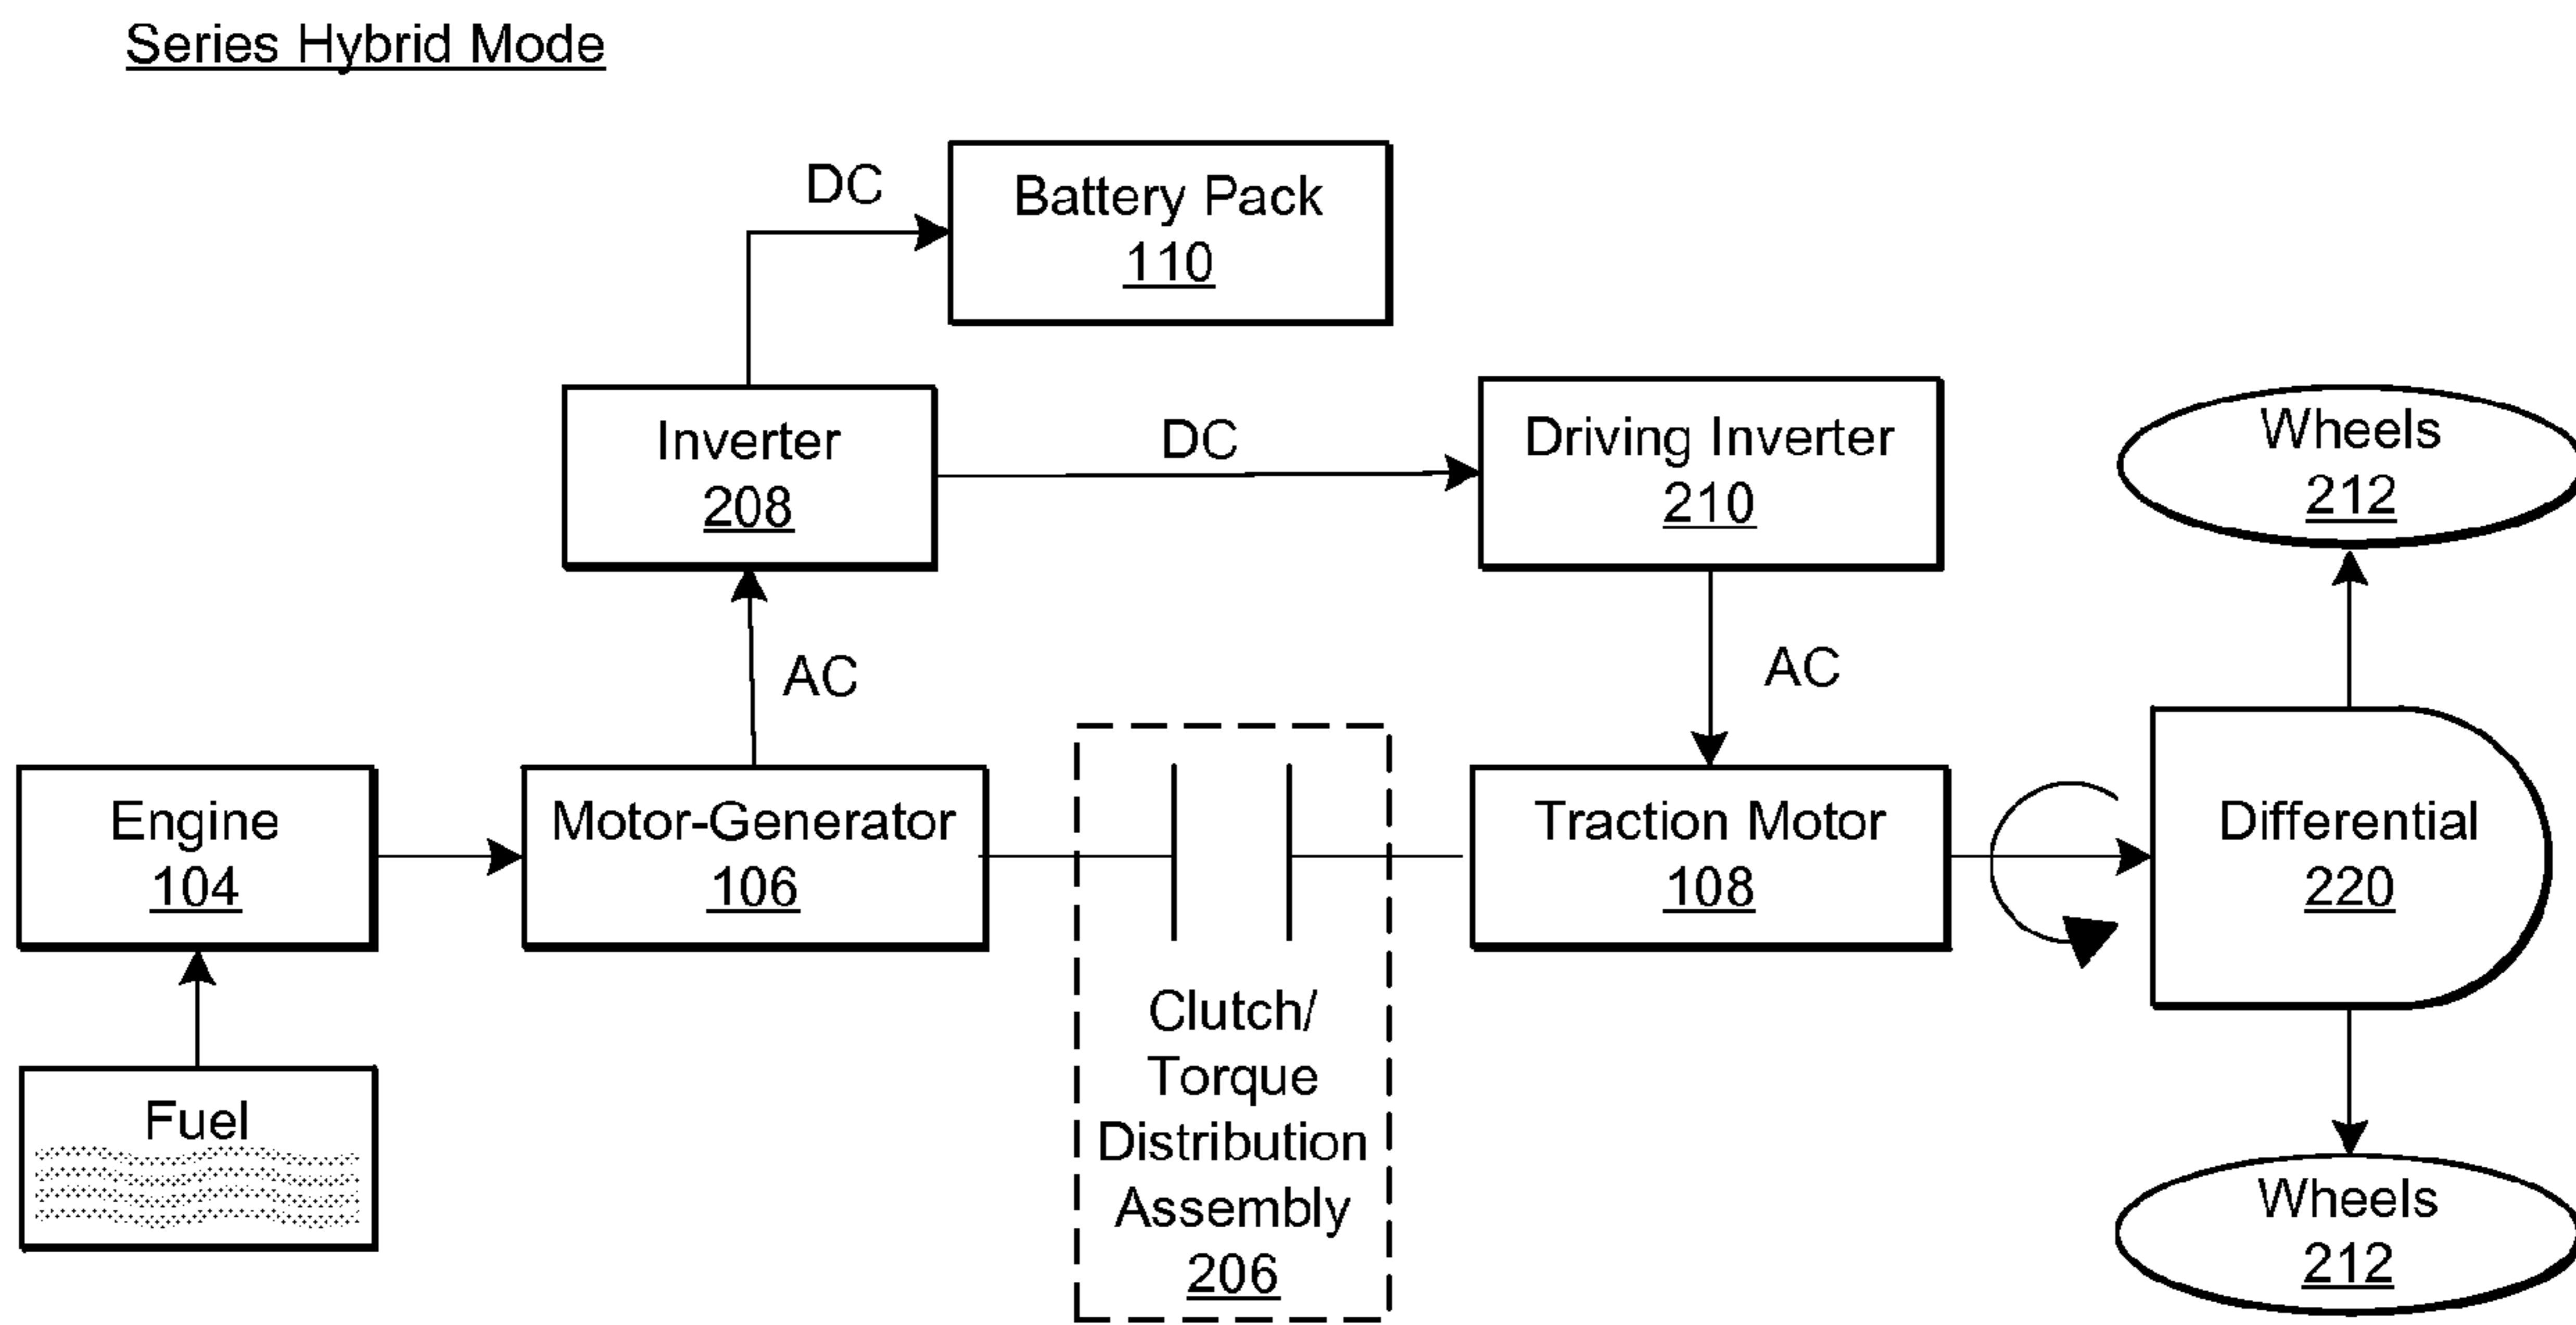 Series Hybrid Mode
DC
Battery Pack
110
Inverter
208
DC
Driving Inverter
210
Wheels
212
AC
AC
Engine
104
Motor-Generator
106
Traction Motor
108
Differential
220
Fuel
Clutch/
Torque
Distribution
Assembly
206
Wheels
212